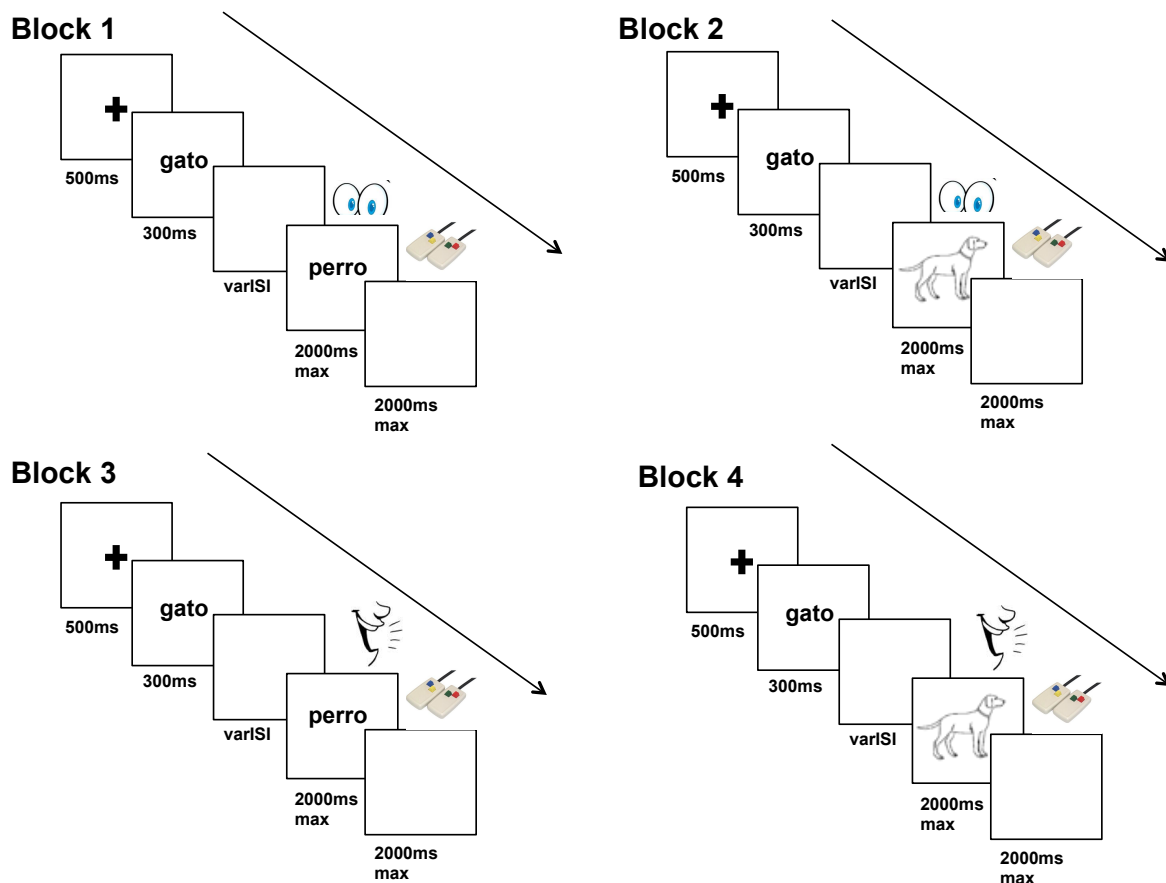 Block 1
500ms
gato
300ms
varISI
perro
2000ms
max
2000ms
max
Block 2
500ms
gato
300ms
varISI
2000ms
max
2000ms
max
Block 3
500ms
gato
300ms
varISI
perro
2000ms
max
2000ms
max
Block 4
500ms
gato
300ms
varISI
2000ms
max
2000ms
max